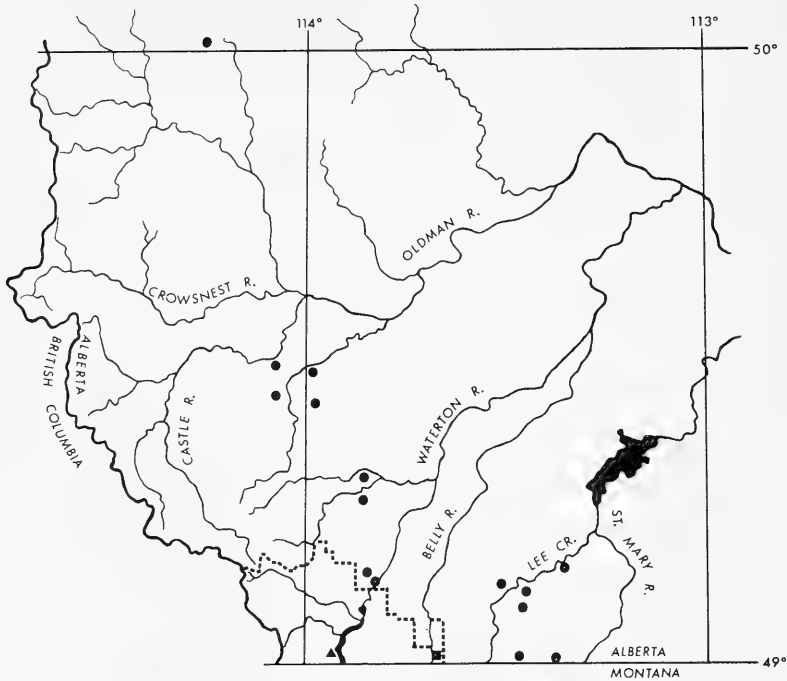 114°
113°
50°
OLDMAN R.
CROWSNEST R.
ALBERTA
BRITISH COLUMBIA
CASTLE R.
WATERTON R.
BELLY R.
LEE CR.
ST. MARY R.
ALBERTA
49°
MONTANA